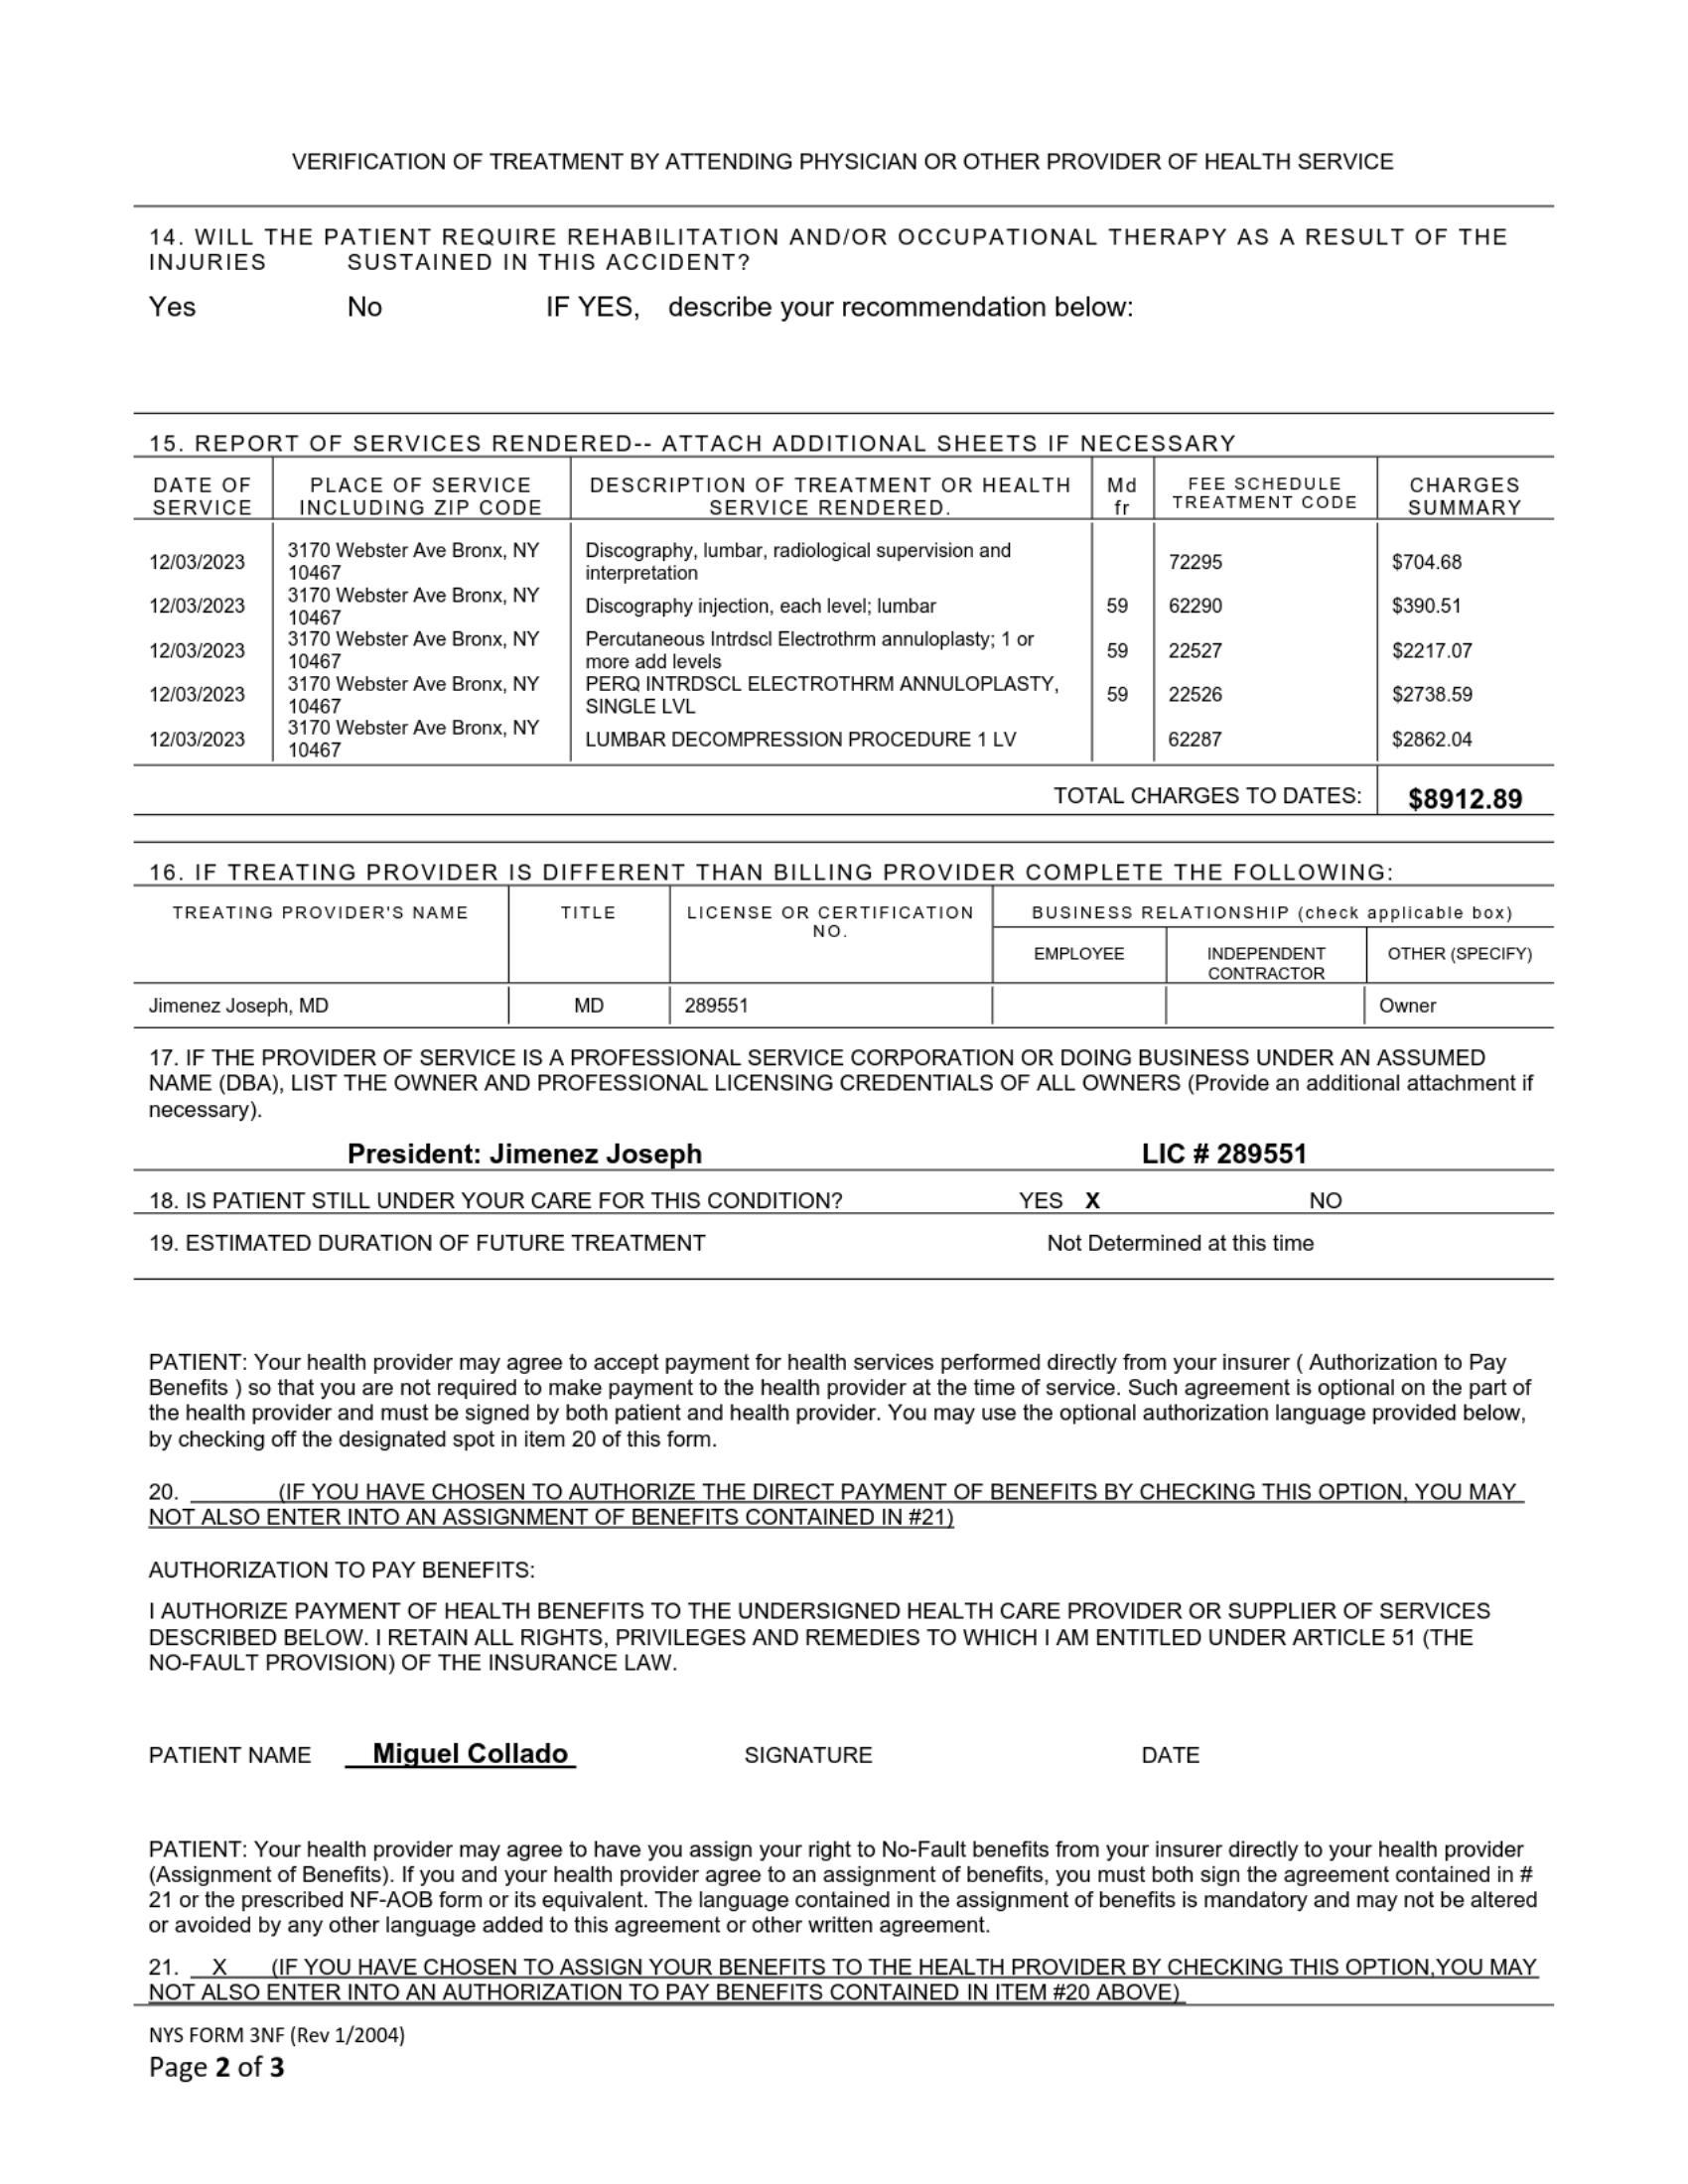 VERIFICATION OF TREATMENT BY ATTENDING PHYSICIAN OR OTHER PROVIDER OF HEALTH SERVICE
14. WILL THE PATIENT REQUIRE REHABILITATION AND/OR OCCUPATIONAL THERAPY AS A RESULT OF THE
INJURIES SUSTAINED IN THIS ACCIDENT?
Yes No IF YES, describe your recommendation below:
15. REPORT OF SERVICES RENDERED-- ATTACH ADDITIONAL SHEETS IF NECESSARY
DATE OF SERVICE PLACE OF SERVICE INCLUDING ZIP CODE DESCRIPTION OF TREATMENT OR HEALTH SERVICE RENDERED. Md fr FEE SCHEDULE TREATMENT CODE CHARGES SUMMARY
12/03/2023 3170 Webster Ave Bronx, NY 10467 Discography, lumbar, radiological supervision and interpretation 72295 $704.68
12/03/2023 3170 Webster Ave Bronx, NY 10467 Discography injection, each level; lumbar 59 62290 $390.51
12/03/2023 3170 Webster Ave Bronx, NY 10467 Percutaneous Intrdscl Electrothrm annuloplasty; 1 or more add levels 59 22527 $2217.07
12/03/2023 3170 Webster Ave Bronx, NY 10467 PERQ INTRDSCL ELECTROTHRM ANNULOPLASTY, SINGLE LVL 59 22526 $2738.59
12/03/2023 3170 Webster Ave Bronx, NY 10467 LUMBAR DECOMPRESSION PROCEDURE 1 LV 62287 $2862.04
TOTAL CHARGES TO DATES: $8912.89
16. IF TREATING PROVIDER IS DIFFERENT THAN BILLING PROVIDER COMPLETE THE FOLLOWING:
TREATING PROVIDER'S NAME TITLE LICENSE OR CERTIFICATION NO. BUSINESS RELATIONSHIP (check applicable box)
EMPLOYEE INDEPENDENT CONTRACTOR OTHER (SPECIFY)
Jimenez Joseph, MD MD 289551 Owner
17. IF THE PROVIDER OF SERVICE IS A PROFESSIONAL SERVICE CORPORATION OR DOING BUSINESS UNDER AN ASSUMED
NAME (DBA), LIST THE OWNER AND PROFESSIONAL LICENSING CREDENTIALS OF ALL OWNERS (Provide an additional attachment if
necessary).
President: Jimenez Joseph LIC # 289551
18. IS PATIENT STILL UNDER YOUR CARE FOR THIS CONDITION? YES X NO
19. ESTIMATED DURATION OF FUTURE TREATMENT Not Determined at this time
PATIENT: Your health provider may agree to accept payment for health services performed directly from your insurer ( Authorization to Pay
Benefits ) so that you are not required to make payment to the health provider at the time of service. Such agreement is optional on the part of
the health provider and must be signed by both patient and health provider. You may use the optional authorization language provided below,
by checking off the designated spot in item 20 of this form.
20. ______ (IF YOU HAVE CHOSEN TO AUTHORIZE THE DIRECT PAYMENT OF BENEFITS BY CHECKING THIS OPTION, YOU MAY
NOT ALSO ENTER INTO AN ASSIGNMENT OF BENEFITS CONTAINED IN #21)
AUTHORIZATION TO PAY BENEFITS:
I AUTHORIZE PAYMENT OF HEALTH BENEFITS TO THE UNDERSIGNED HEALTH CARE PROVIDER OR SUPPLIER OF SERVICES
DESCRIBED BELOW. I RETAIN ALL RIGHTS, PRIVILEGES AND REMEDIES TO WHICH I AM ENTITLED UNDER ARTICLE 51 (THE
NO-FAULT PROVISION) OF THE INSURANCE LAW.
PATIENT NAME Miguel Collado SIGNATURE DATE
PATIENT: Your health provider may agree to have you assign your right to No-Fault benefits from your insurer directly to your health provider
(Assignment of Benefits). If you and your health provider agree to an assignment of benefits, you must both sign the agreement contained in #
21 or the prescribed NF-AOB form or its equivalent. The language contained in the assignment of benefits is mandatory and may not be altered
or avoided by any other language added to this agreement or other written agreement.
21. X (IF YOU HAVE CHOSEN TO ASSIGN YOUR BENEFITS TO THE HEALTH PROVIDER BY CHECKING THIS OPTION,YOU MAY
NOT ALSO ENTER INTO AN AUTHORIZATION TO PAY BENEFITS CONTAINED IN ITEM #20 ABOVE)
NYS FORM 3NF (Rev 1/2004)
Page 2 of 3